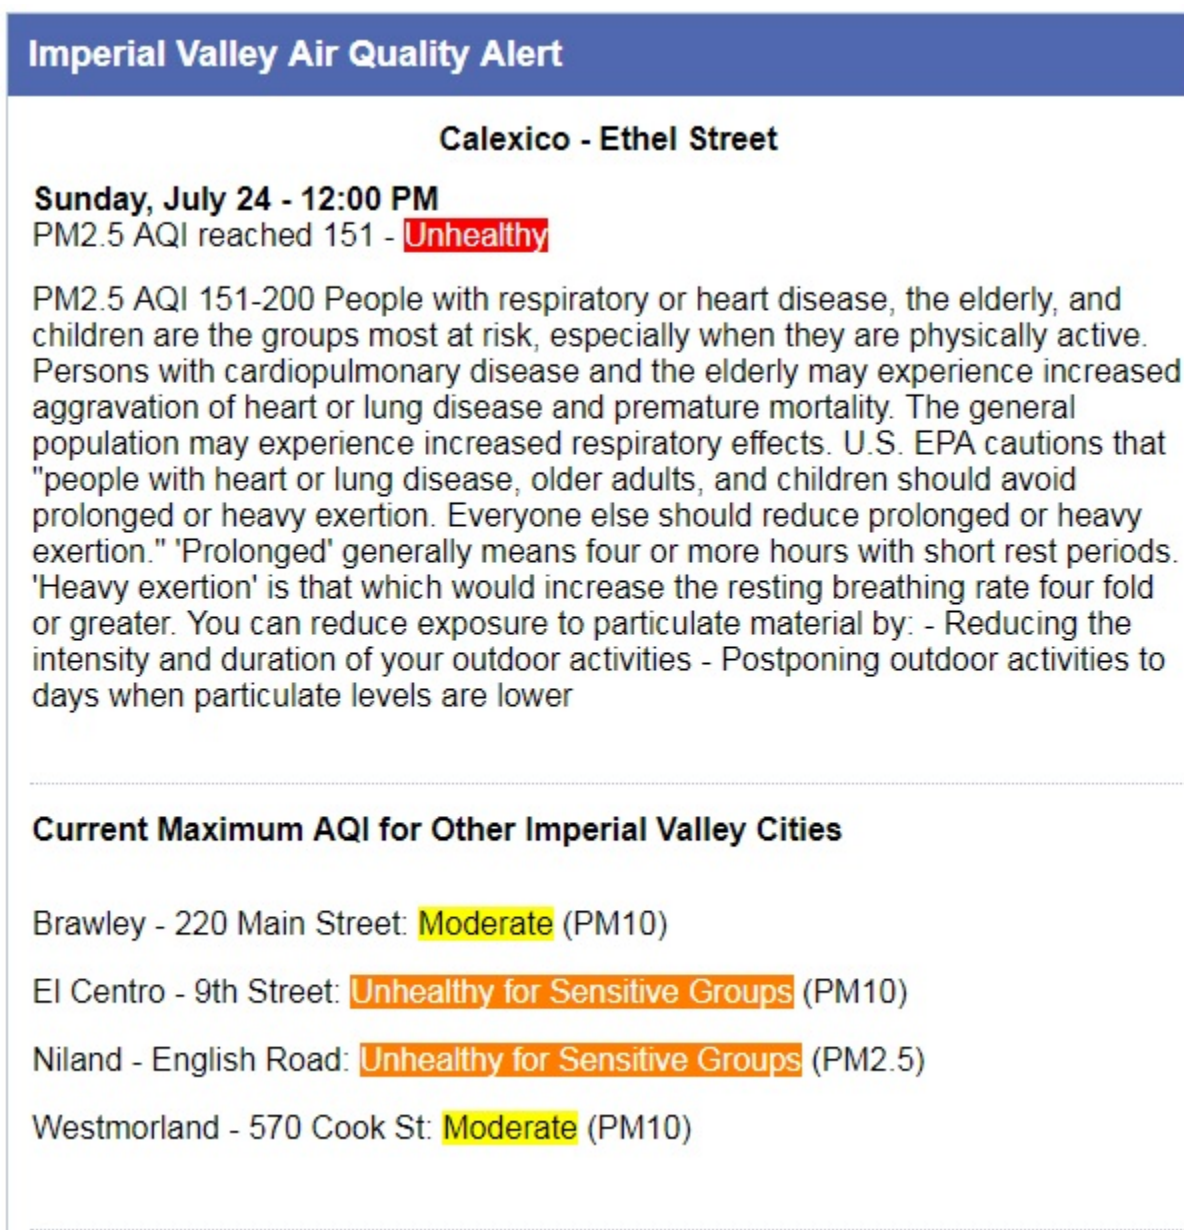 Imperial Valley Air Quality Alert
Calexico - Ethel Street
Sunday, July 24 - 12:00 PM
PM2.5 AQI reached 151 - Unhealthy
PM2.5 AQI 151-200 People with respiratory or heart disease, the elderly, and
children are the groups most at risk, especially when they are physically active.
Persons with cardiopulmonary disease and the elderly may experience increased
aggravation of heart or lung disease and premature mortality. The general
population may experience increased respiratory effects. U.S. EPA cautions that
"people with heart or lung disease, older adults, and children should avoid
prolonged or heavy exertion. Everyone else should reduce prolonged or heavy
exertion." 'Prolonged' generally means four or more hours with short rest periods.
'Heavy exertion' is that which would increase the resting breathing rate four fold
or greater. You can reduce exposure to particulate material by: - Reducing the
intensity and duration of your outdoor activities - Postponing outdoor activities to
days when particulate levels are lower
Current Maximum AQI for Other Imperial Valley Cities
Brawley - 220 Main Street: Moderate (PM10)
El Centro - 9th Street: Unhealthy for Sensitive Groups (PM10)
Niland - English Road: Unhealthy for Sensitive Groups (PM2.5)
Westmorland - 570 Cook St: Moderate (PM10)